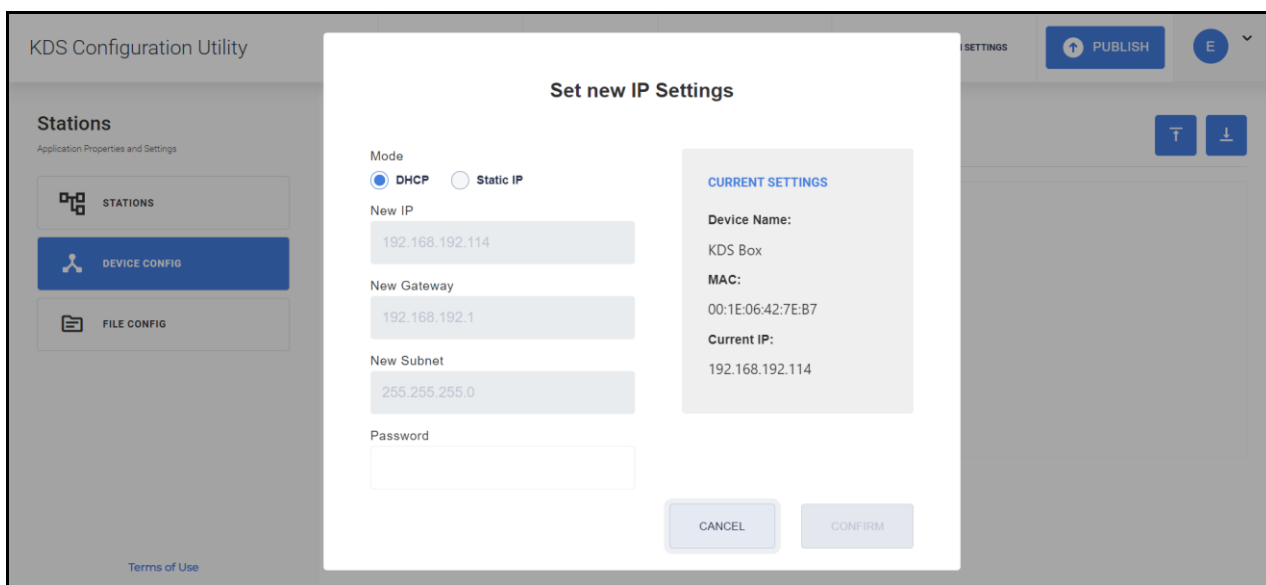 KDS Configuration Utility
SETTINGS
PUBLISH
E
Stations
Application Properties and Settings
STATIONS
DEVICE CONFIG
FILE CONFIG
Terms of Use
Set new IP Settings
Mode
DHCP Static IP
New IP
192.168.192.114
New Gateway
192.168.192.1
New Subnet
255.255.255.0
Password
CURRENT SETTINGS
Device Name:
KDS Box
MAC:
00:1E:06:42:7E:B7
Current IP:
192.168.192.114
CANCEL
CONFIRM